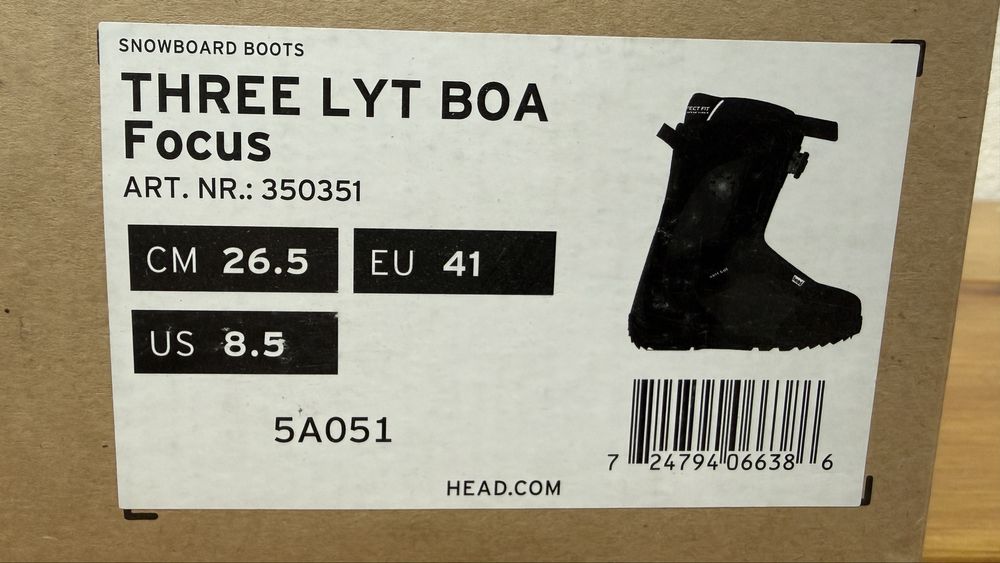 SNOWBOARD BOOTS
THREE LYT BOA
Focus
ART. NR.: 350351
CM 26.5
EU 41
US 8.5
5A051
7 24794 06638 6
HEAD.COM